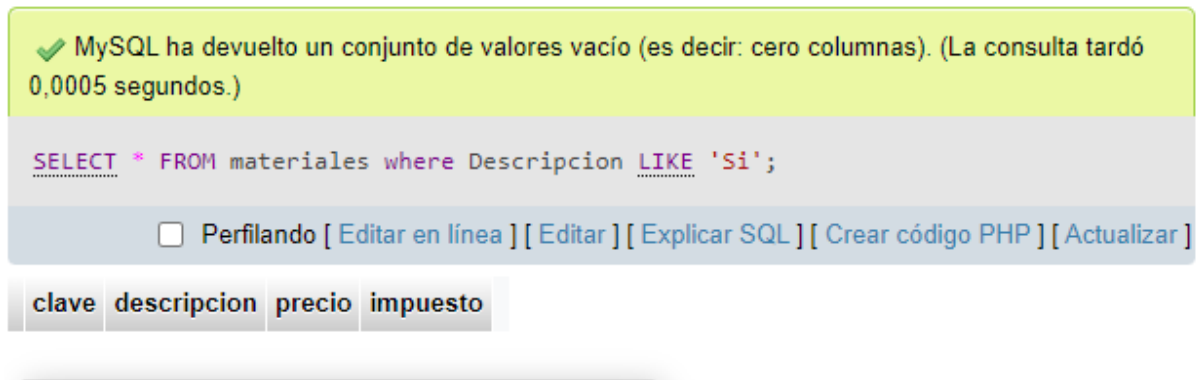 MySQL ha devuelto un conjunto de valores vacío (es decir: cero columnas). (La consulta tardó
0,0005 segundos.)
SELECT * FROM materiales where Descripcion LIKE 'Si';
Perfilando [ Editar en línea ] [ Editar ] [ Explicar SQL ] [ Crear código PHP ] [ Actualizar ]
clave descripcion precio impuesto